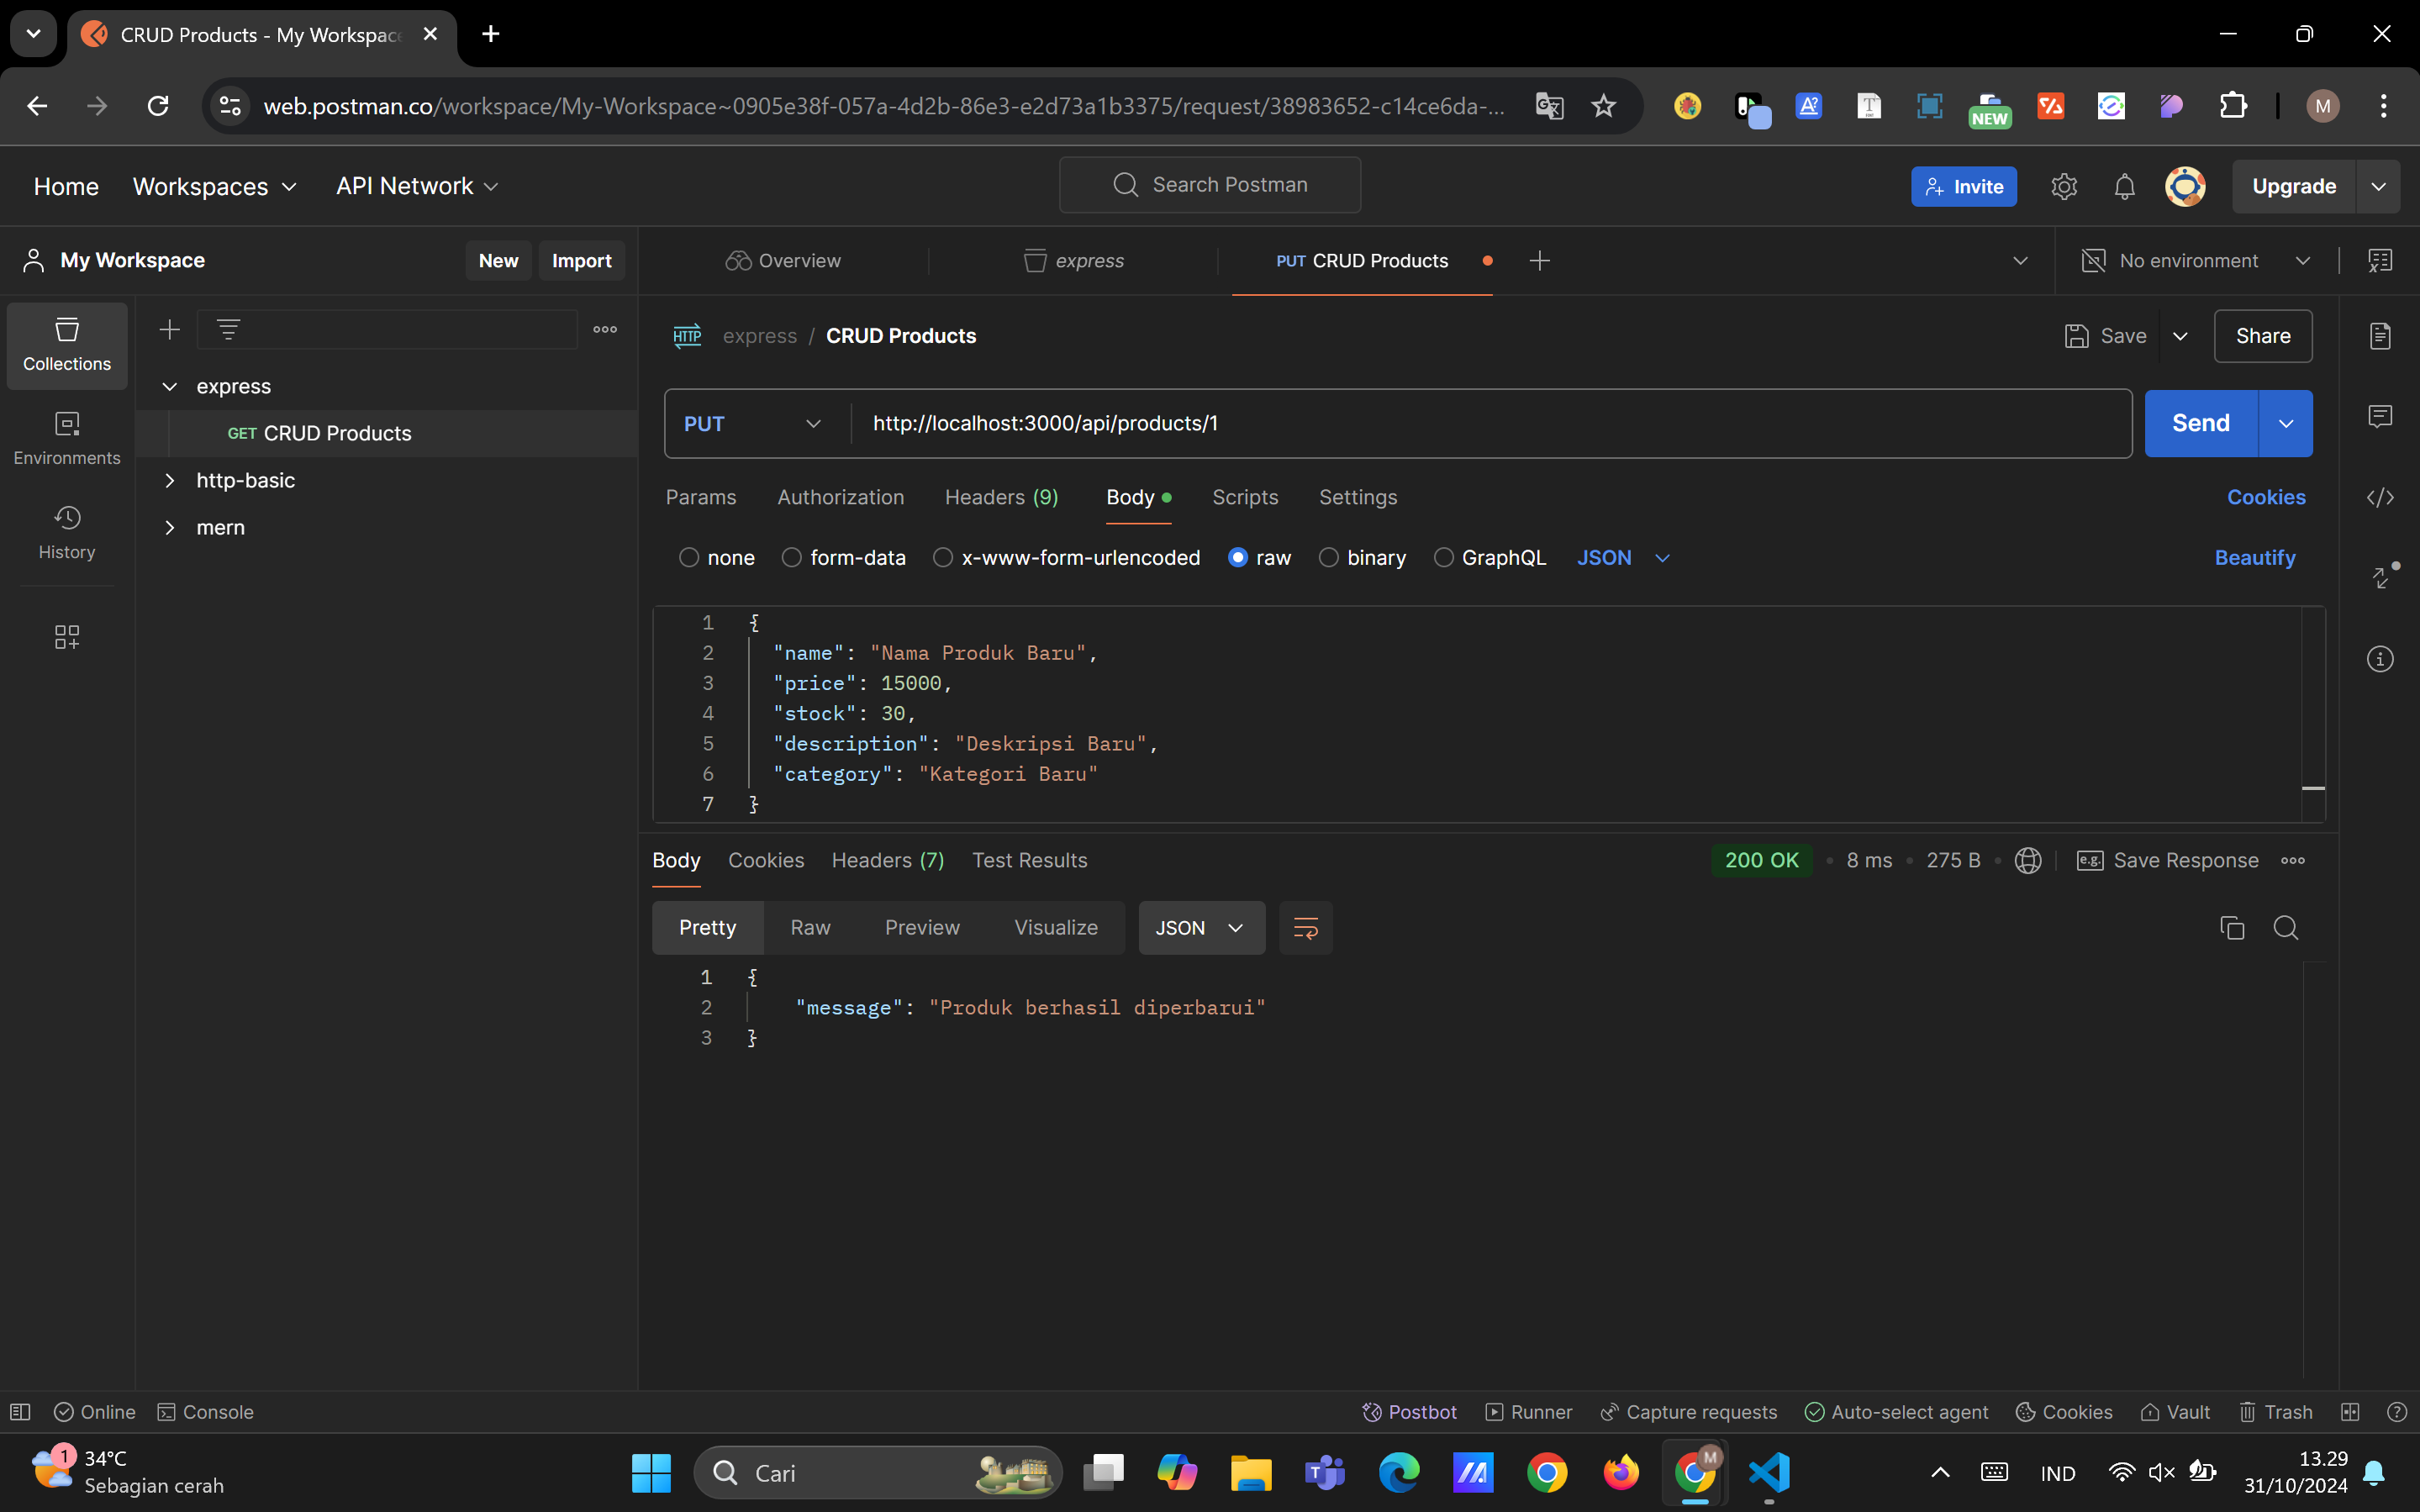 CRUD Products - My Workspac
web.postman.co/workspace/My-Workspace~0905e38f-057a-4d2b-86e3-e2d73a1b3375/request/38983652-c14ce6da-...
NEW
M
Home Workspaces API Network
Search Postman
Invite
Upgrade
My Workspace
New Import
Overview
express
PUT CRUD Products
No environment
Collections
Environments
History
express
GET CRUD Products
http-basic
mern
HTTP express / CRUD Products
Save
Share
PUT http://localhost:3000/api/products/1
Send
Params Authorization Headers (9) Body Scripts Settings Cookies
none form-data x-www-form-urlencoded raw binary GraphQL JSON Beautify
1 {
2 "name": "Nama Produk Baru",
3 "price": 15000,
4 "stock": 30,
5 "description": "Deskripsi Baru",
6 "category": "Kategori Baru"
7 }
Body Cookies Headers (7) Test Results
200 OK • 8 ms • 275 B • e.g. Save Response
Pretty Raw Preview Visualize JSON
1 {
2 "message": "Produk berhasil diperbarui"
3 }
Online Console
Postbot Runner Capture requests Auto-select agent Cookies Vault Trash
1
34°C
Sebagian cerah
Cari
M
IND
13.29
31/10/2024